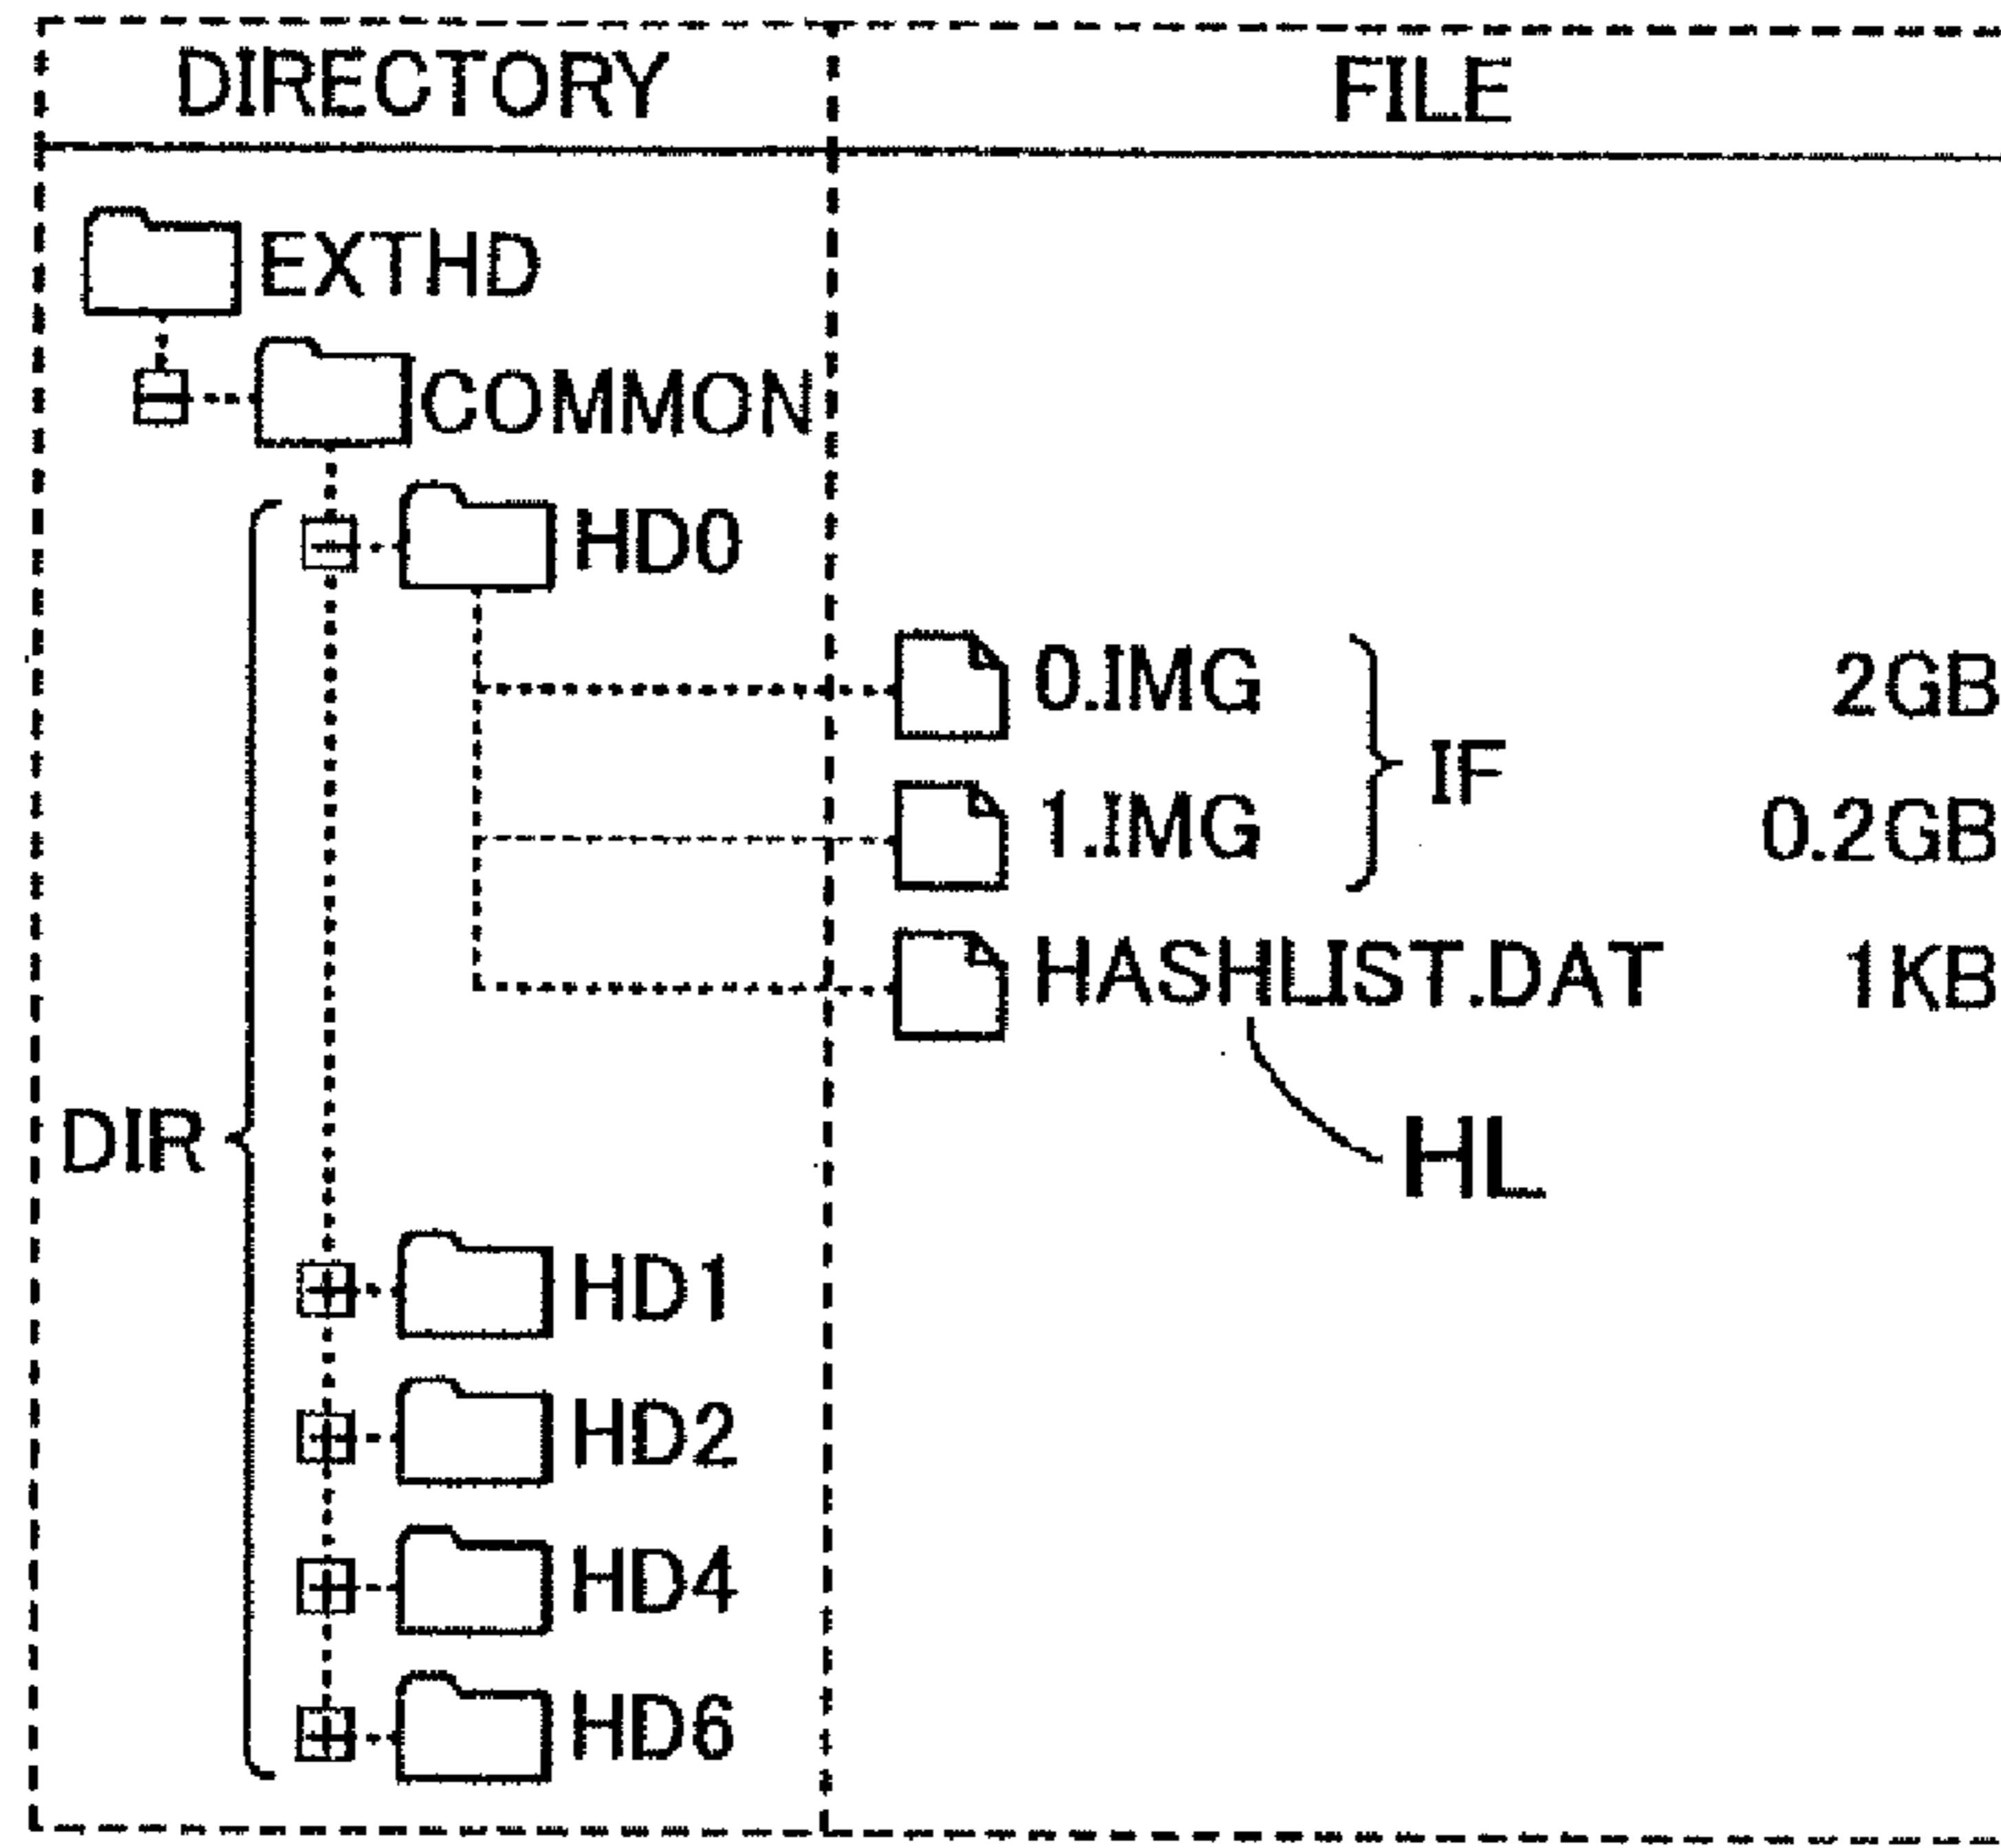 DIRECTORY FILE
EXTHD
COMMON
HD0
0.IMG 2GB
IF
1.IMG 0.2GB
HASHLIST.DAT 1KB
DIR
HL
HD1
HD2
HD4
HD6